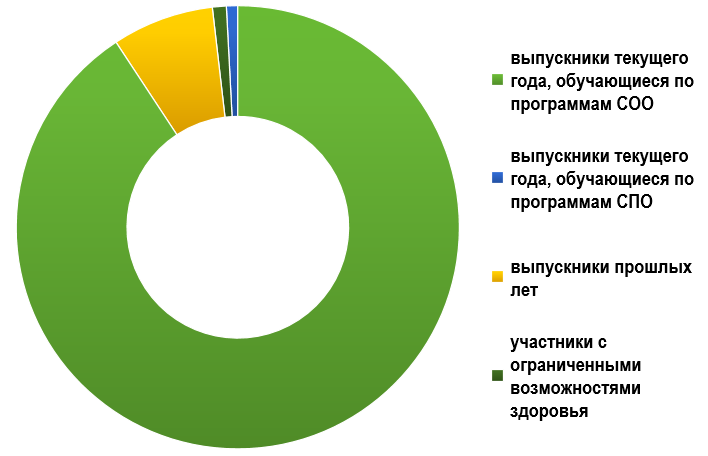 выпускники текущего
года, обучающиеся по
программам СОО
выпускники текущего
года, обучающиеся по
программам СПО
выпускники прошлых
лет
участники с
ограниченными
возможностями
здоровья